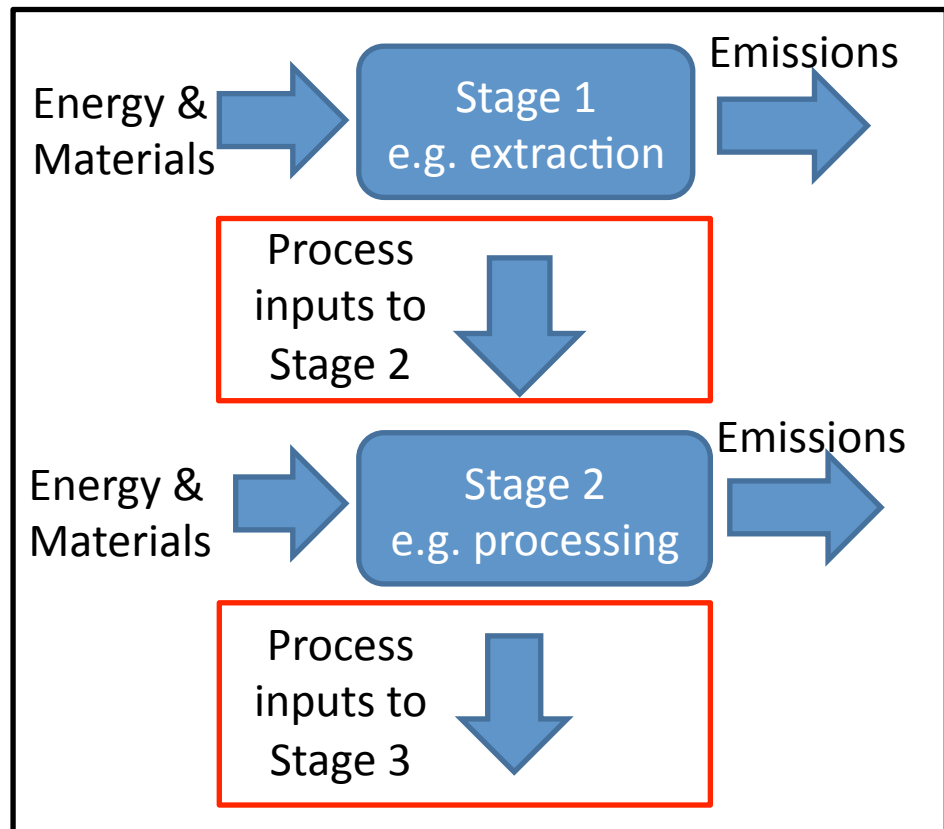 Energy &
Materials
Stage 1
e.g. extraction
Emissions
Process
inputs to
Stage 2
Energy &
Materials
Stage 2
e.g. processing
Emissions
Process
inputs to
Stage 3